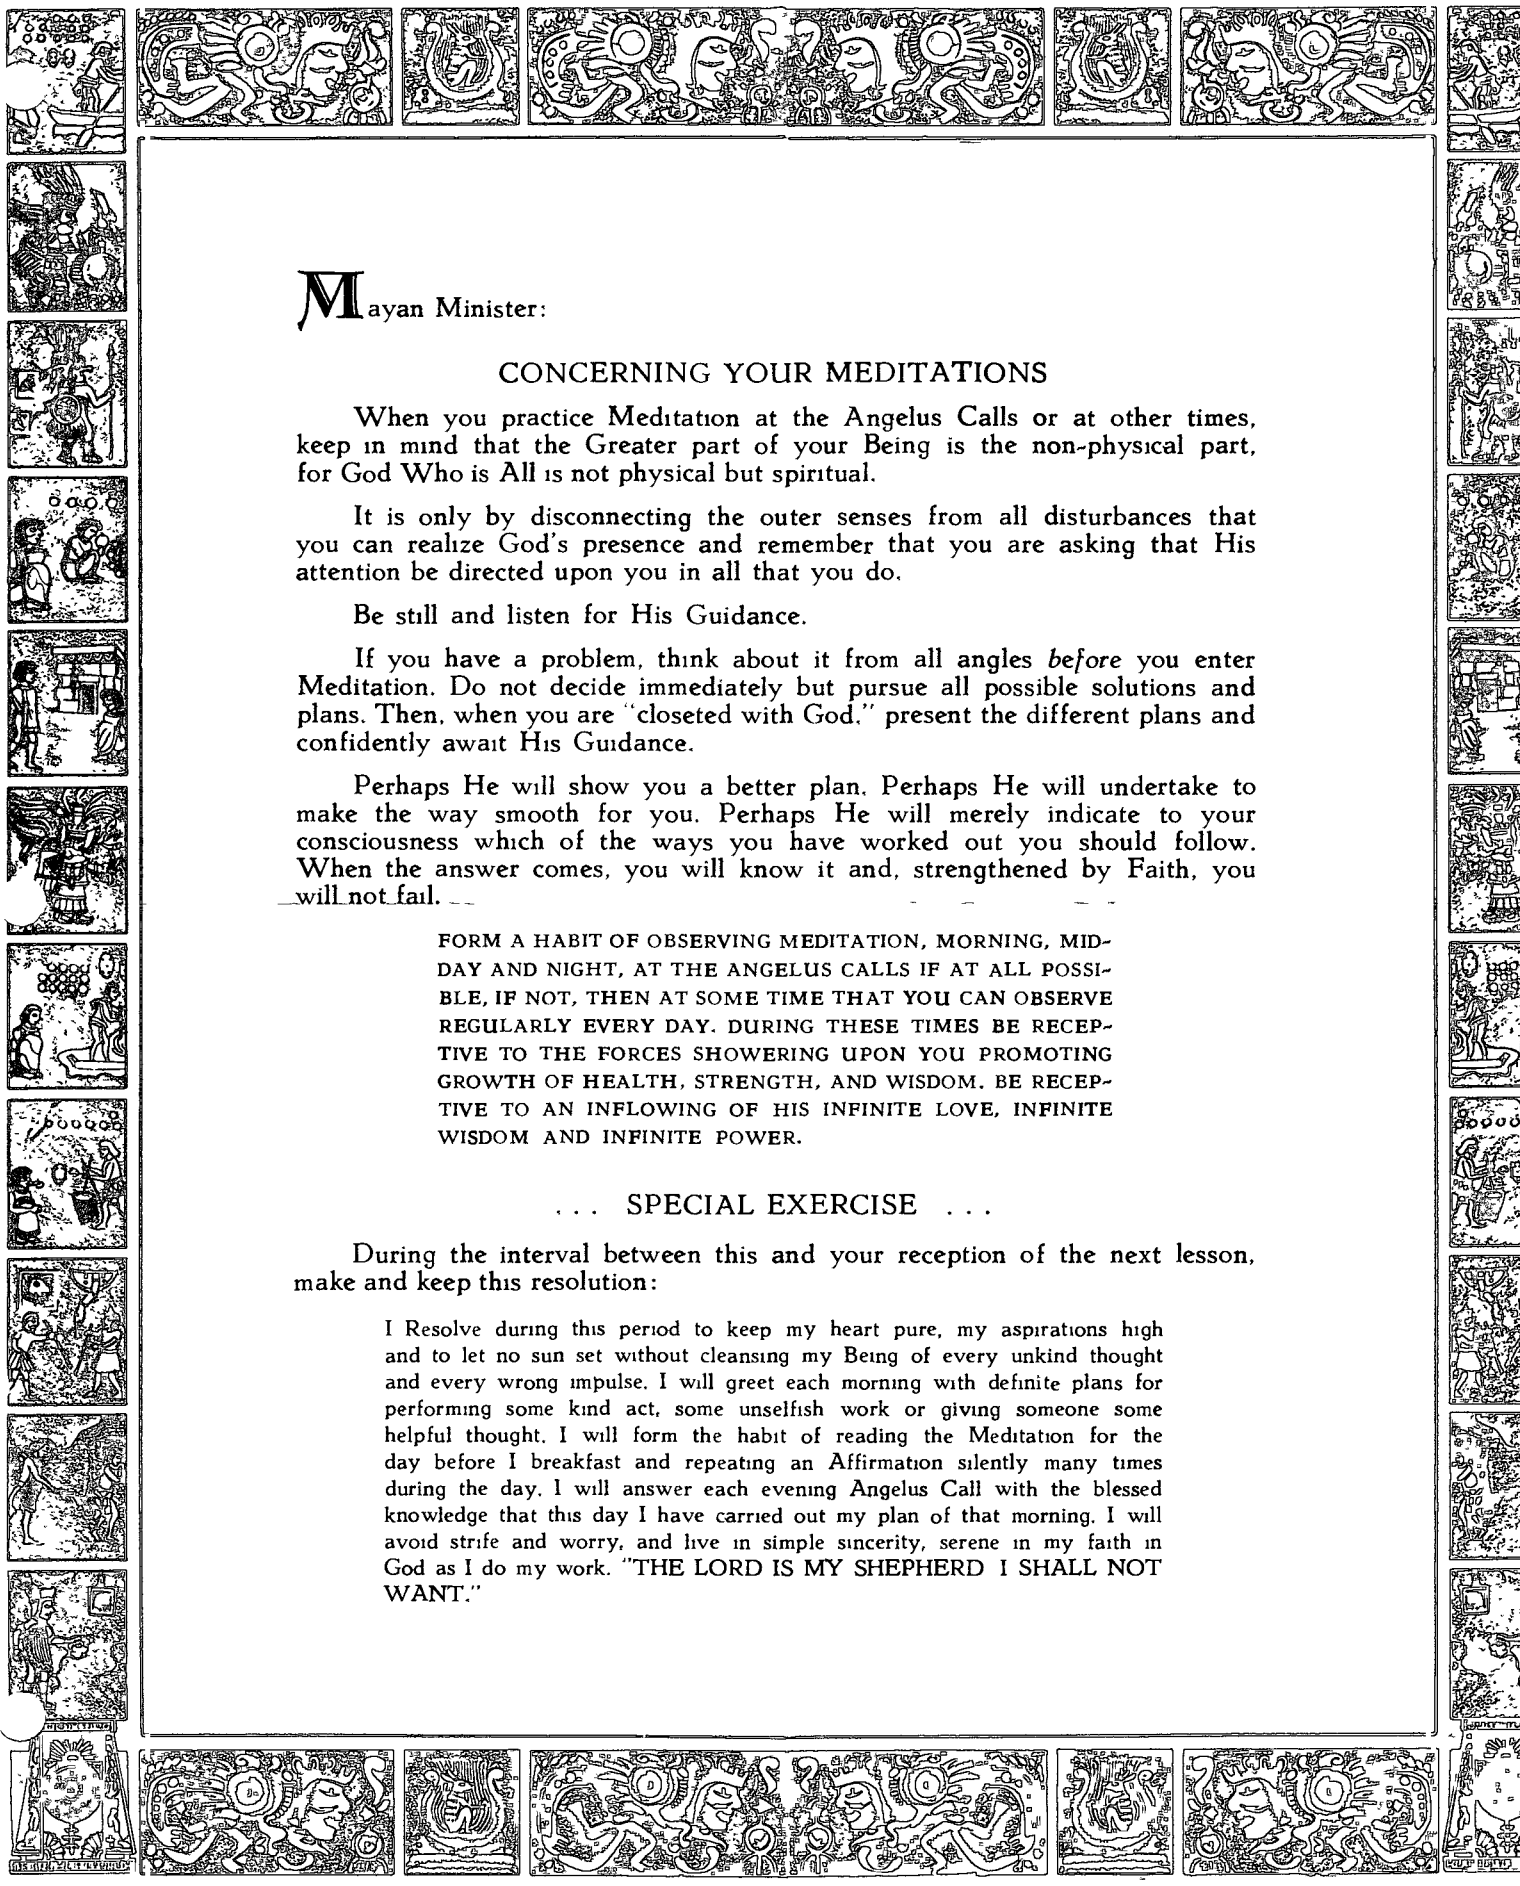 Mayan Minister:
CONCERNING YOUR MEDITATIONS
When you practice Meditation at the Angelus Calls or at other times,
keep in mind that the Greater part of your Being is the non-physical part,
for God Who is All is not physical but spiritual.
It is only by disconnecting the outer senses from all disturbances that
you can realize God's presence and remember that you are asking that His
attention be directed upon you in all that you do.
Be still and listen for His Guidance.
If you have a problem, think about it from all angles before you enter
Meditation. Do not decide immediately but pursue all possible solutions and
plans. Then, when you are "closeted with God," present the different plans and
confidently await His Guidance.
Perhaps He will show you a better plan. Perhaps He will undertake to
make the way smooth for you. Perhaps He will merely indicate to your
consciousness which of the ways you have worked out you should follow.
When the answer comes, you will know it and, strengthened by Faith, you
will not fail.
FORM A HABIT OF OBSERVING MEDITATION, MORNING, MID-
DAY AND NIGHT, AT THE ANGELUS CALLS IF AT ALL POSSI-
BLE, IF NOT, THEN AT SOME TIME THAT YOU CAN OBSERVE
REGULARLY EVERY DAY. DURING THESE TIMES BE RECEP-
TIVE TO THE FORCES SHOWERING UPON YOU PROMOTING
GROWTH OF HEALTH, STRENGTH, AND WISDOM. BE RECEP-
TIVE TO AN INFLOWING OF HIS INFINITE LOVE, INFINITE
WISDOM AND INFINITE POWER.
... SPECIAL EXERCISE ...
During the interval between this and your reception of the next lesson,
make and keep this resolution:
I Resolve during this period to keep my heart pure, my aspirations high
and to let no sun set without cleansing my Being of every unkind thought
and every wrong impulse. I will greet each morning with definite plans for
performing some kind act, some unselfish work or giving someone some
helpful thought. I will form the habit of reading the Meditation for the
day before I breakfast and repeating an Affirmation silently many times
during the day. I will answer each evening Angelus Call with the blessed
knowledge that this day I have carried out my plan of that morning. I will
avoid strife and worry, and live in simple sincerity, serene in my faith in
God as I do my work. "THE LORD IS MY SHEPHERD I SHALL NOT
WANT."